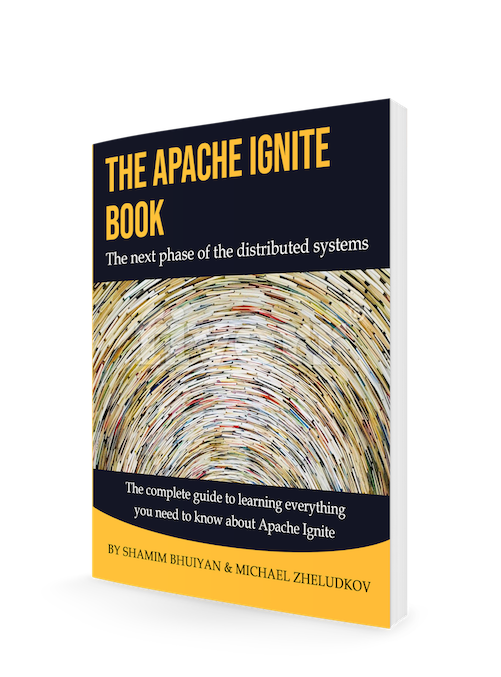 THE APACHE IGNITE
BOOK
The next phase of the distributed systems
The complete guide to learning everything
you need to know about Apache Ignite
BY SHAMIM BHUIYAN & MICHAEL ZHELUDKOV